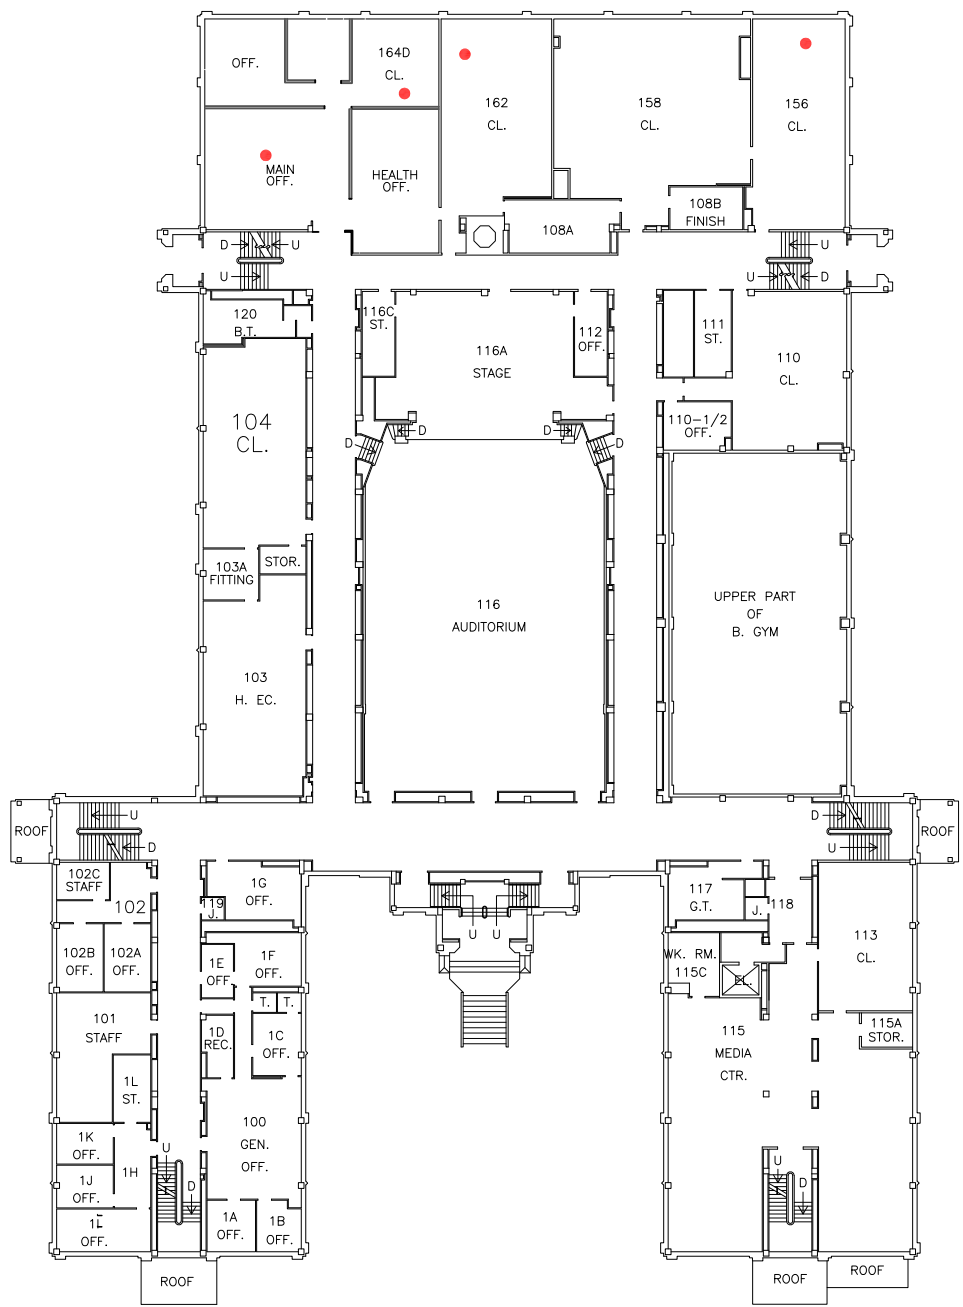 OFF.
164D
CL.
162
CL.
158
CL.
156
CL.
MAIN
OFF.
HEALTH
OFF.
108B
FINISH
108A
D
U
U
U
U
D
120
B.T.
116C
ST.
116A
STAGE
112
OFF.
111
ST.
110
CL.
110-1/2
OFF.
104
CL.
D
D
D
D
103A
FITTING
STOR.
116
AUDITORIUM
UPPER PART
OF
B. GYM
103
H. EC.
ROOF
U
D
D
U
ROOF
102C
STAFF
102
119
J.
1G
OFF.
117
G.T.
J.
118
U
U
113
CL.
102B
OFF.
102A
OFF.
1E
OFF.
1F
OFF.
WK. RM.
115C
EL.
T.
T.
101
STAFF
1D
REC.
1C
OFF.
115
MEDIA
CTR.
115A
STOR.
1L
ST.
100
GEN.
OFF.
1K
OFF.
U
U
1H
1J
OFF.
D
D
1L
OFF.
1A
OFF.
1B
OFF.
ROOF
ROOF
ROOF